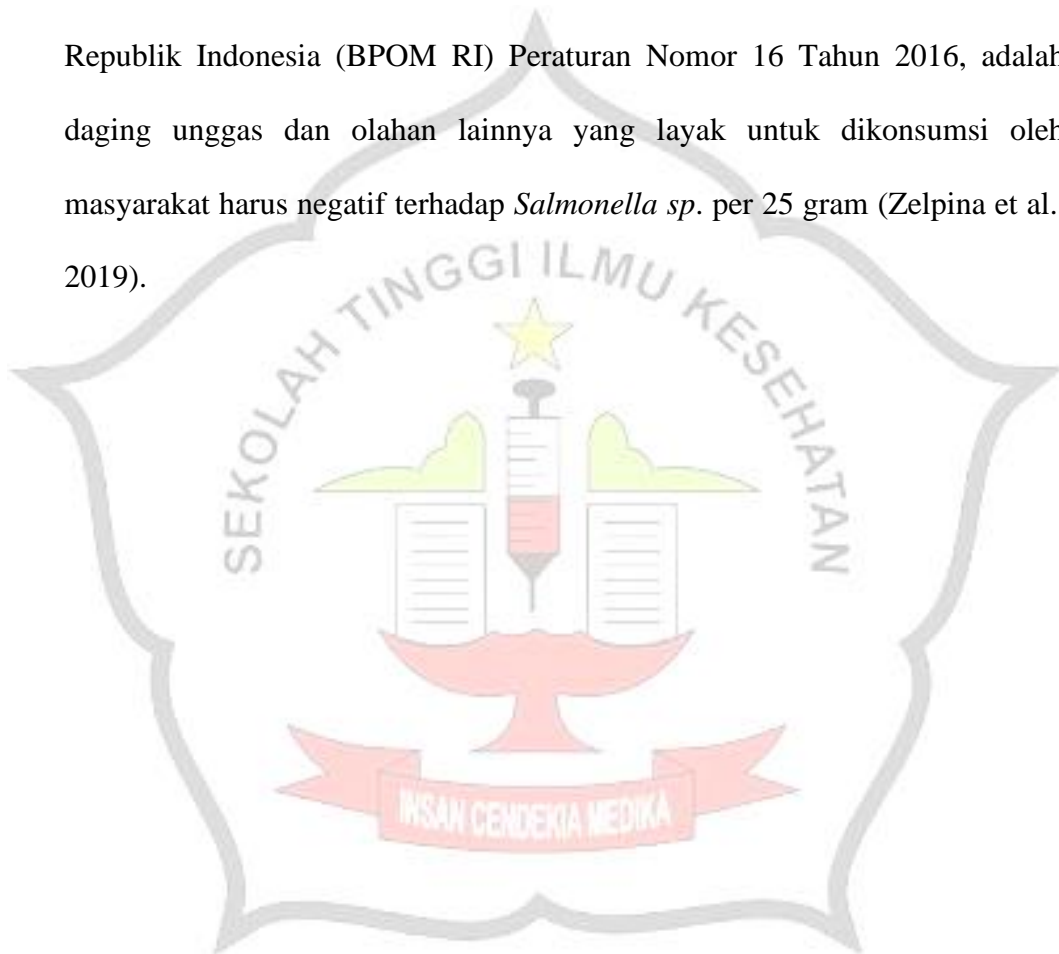 Republik Indonesia (BPOM RI) Peraturan Nomor 16 Tahun 2016, adalah
daging unggas dan olahan lainnya yang layak untuk dikonsumsi oleh
masyarakat harus negatif terhadap Salmonella sp. per 25 gram (Zelpina et al.
2019).
SEKOLAH TINGGI ILMU KESEHATAN
INSAN CENDEKIA MEDIKA